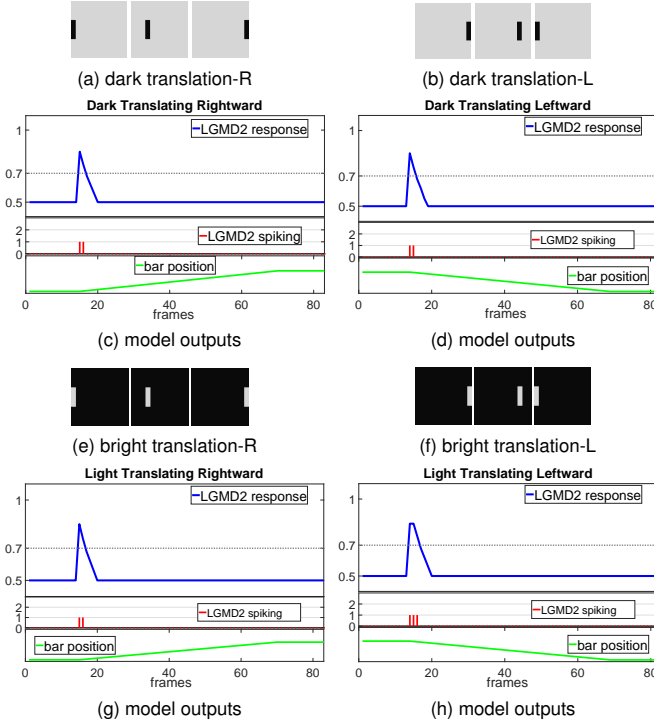 (a) dark translation-R
(b) dark translation-L
Dark Translating Rightward
LGMD2 response
1
0.7
0.5
LGMD2 spiking
2
1
0
bar position
0 20 40 60 80
frames
(c) model outputs
Dark Translating Leftward
LGMD2 response
1
0.7
0.5
LGMD2 spiking
2
1
0
bar position
0 20 40 60 80
frames
(d) model outputs
(e) bright translation-R
(f) bright translation-L
Light Translating Rightward
LGMD2 response
1
0.7
0.5
LGMD2 spiking
2
1
0
bar position
0 20 40 60 80
frames
(g) model outputs
Light Translating Leftward
LGMD2 response
1
0.7
0.5
LGMD2 spiking
2
1
0
bar position
0 20 40 60 80
frames
(h) model outputs